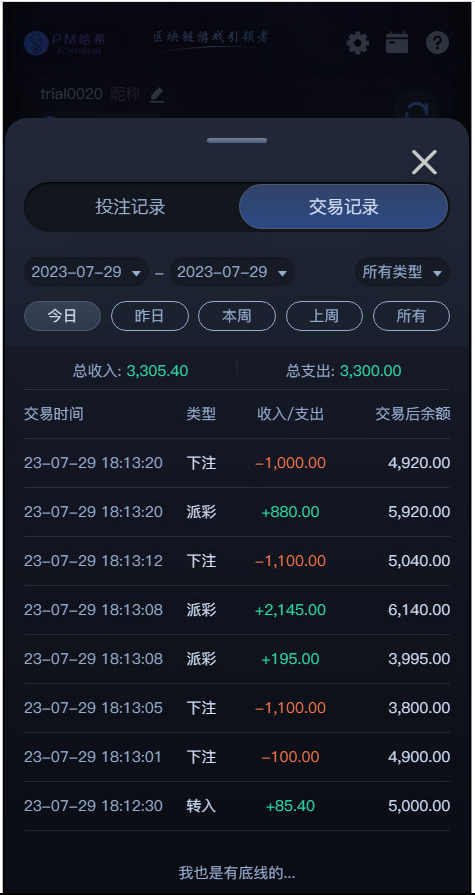 PM哈希
区块链游戏引领者
trial0020 昵称
投注记录 交易记录
2023-07-29 – 2023-07-29 所有类型
今日 昨日 本周 上周 所有
总收入: 3,305.40 总支出: 3,300.00
交易时间 类型 收入/支出 交易后余额
23-07-29 18:13:20 下注 -1,000.00 4,920.00
23-07-29 18:13:20 派彩 +880.00 5,920.00
23-07-29 18:13:12 下注 -1,100.00 5,040.00
23-07-29 18:13:08 派彩 +2,145.00 6,140.00
23-07-29 18:13:08 派彩 +195.00 3,995.00
23-07-29 18:13:05 下注 -1,100.00 3,800.00
23-07-29 18:13:01 下注 -100.00 4,900.00
23-07-29 18:12:30 转入 +85.40 5,000.00
我也是有底线的...